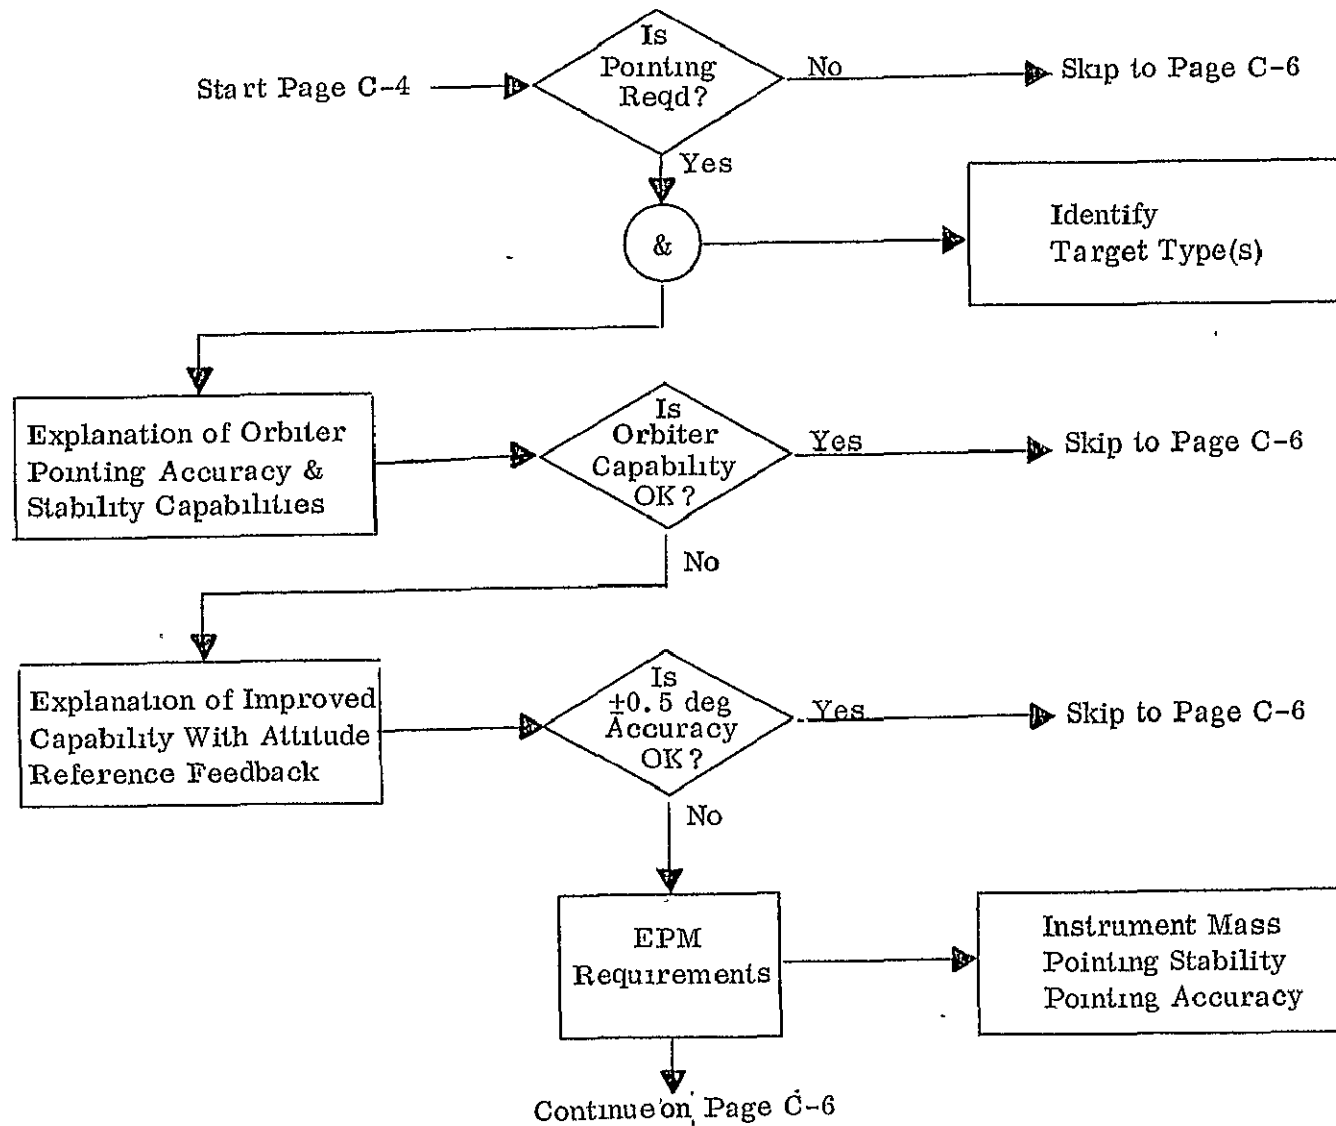 Is
Pointing
Reqd?
Start Page C-4
No
Skip to Page C-6
Yes
&
Identify
Target Type(s)
Explanation of Orbiter
Pointing Accuracy &
Stability Capabilities
Is
Orbiter
Capability
OK?
Yes
Skip to Page C-6
No
Explanation of Improved
Capability With Attitude
Reference Feedback
Is
±0.5 deg
Accuracy
OK?
Yes
Skip to Page C-6
No
EPM
Requirements
Instrument Mass
Pointing Stability
Pointing Accuracy
Continue on Page C-6